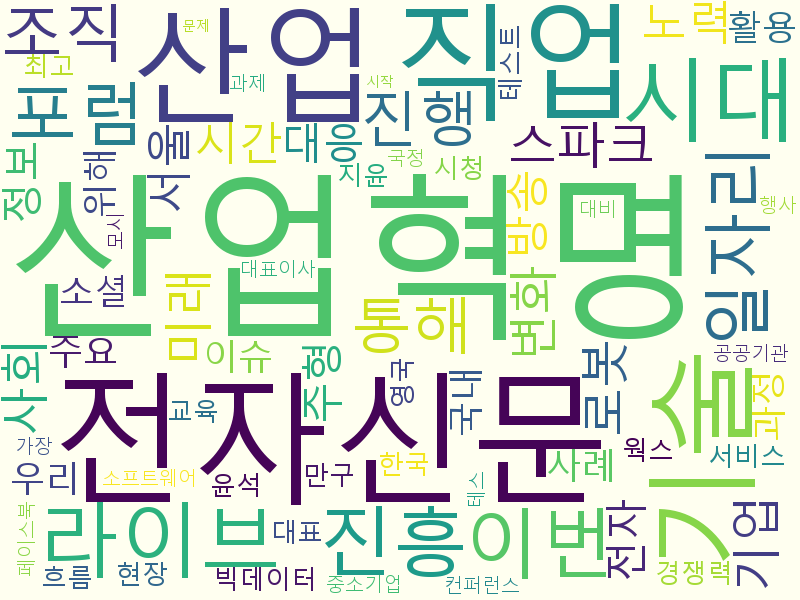 조직
산업
직업
노력
활용
문제
최고
과제
시작
테스트
포럼
진행
시대
시간
대응
스파크
정보
위해
서울
지윤
국정
시청
일자리
모시
산업혁명
방송
대비
행사
소셜
대표이사
미래
통해
변화
사회
주요
이슈
주형
영국
국내
로봇
공공기관
기술
과정
전자신문
교육
가장
우리
소프트웨어
윤석
만구
한국
사례
웍스
서비스
페이스북
라이브
진흥
이프
테스
전자
기업
흐름
현장
빅데이터
대표
중소기업
컨퍼런스
경쟁력